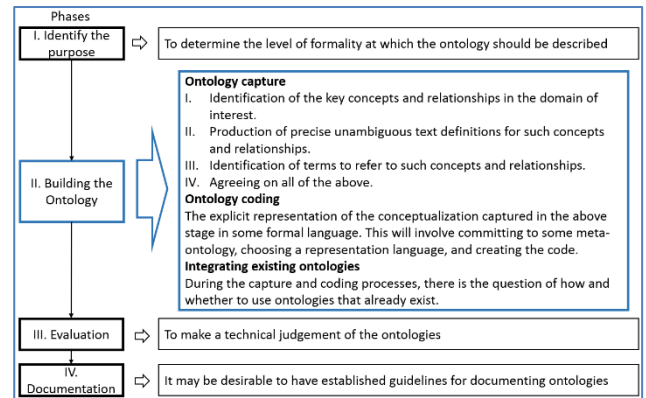 Phases
I. Identify the
purpose
To determine the level of formality at which the ontology should be described
Ontology capture
I. Identification of the key concepts and relationships in the domain of
interest.
II. Production of precise unambiguous text definitions for such concepts
and relationships.
III. Identification of terms to refer to such concepts and relationships.
IV. Agreeing on all of the above.
II. Building the
Ontology
Ontology coding
The explicit representation of the conceptualization captured in the above
stage in some formal language. This will involve committing to some meta-
ontology, choosing a representation language, and creating the code.
Integrating existing ontologies
During the capture and coding processes, there is the question of how and
whether to use ontologies that already exist.
III. Evaluation
To make a technical judgement of the ontologies
IV.
Documentation
It may be desirable to have established guidelines for documenting ontologies